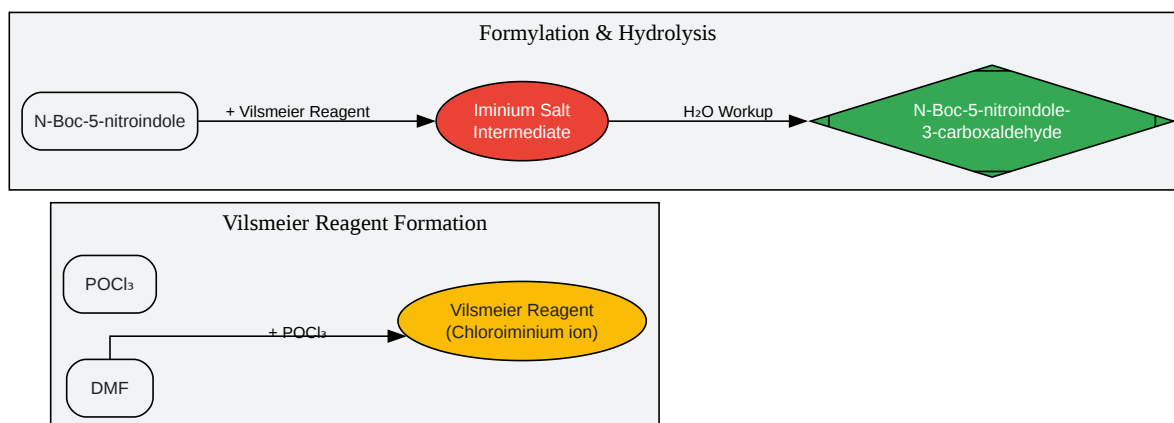 Formylation & Hydrolysis
N-Boc-5-nitroindole
+ Vilsmeier Reagent
Iminium Salt
Intermediate
H₂O Workup
N-Boc-5-nitroindole-
3-carboxaldehyde
Vilsmeier Reagent Formation
POCl₃
DMF
+ POCl₃
Vilsmeier Reagent
(Chloroiminium ion)